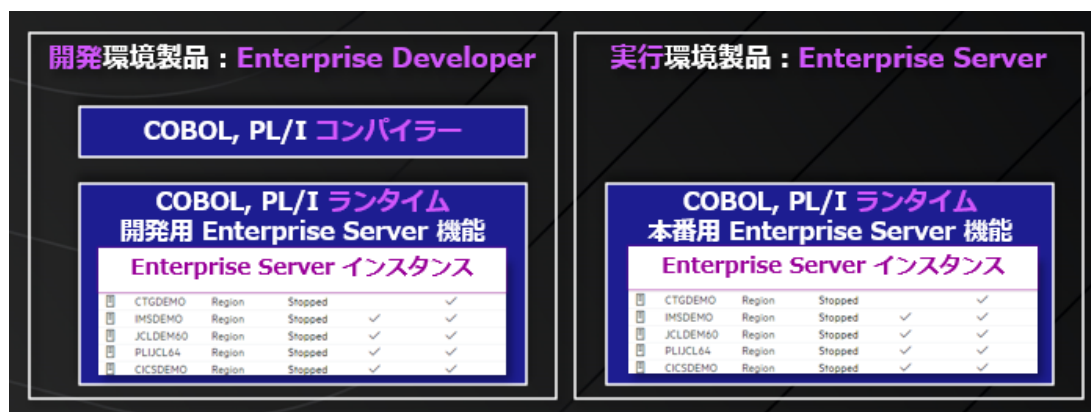 開発環境製品：Enterprise Developer
COBOL, PL/I コンパイラー
COBOL, PL/I ランタイム
開発用 Enterprise Server 機能
Enterprise Server インスタンス
CTGDEMO Region Stopped ✓
IMSDEMO Region Stopped ✓ ✓
JCLDEM60 Region Stopped ✓ ✓
PLIJCL64 Region Stopped ✓ ✓
CICSDEMO Region Stopped ✓ ✓
実行環境製品：Enterprise Server
COBOL, PL/I ランタイム
本番用 Enterprise Server 機能
Enterprise Server インスタンス
CTGDEMO Region Stopped ✓
IMSDEMO Region Stopped ✓ ✓
JCLDEM60 Region Stopped ✓ ✓
PLIJCL64 Region Stopped ✓ ✓
CICSDEMO Region Stopped ✓ ✓